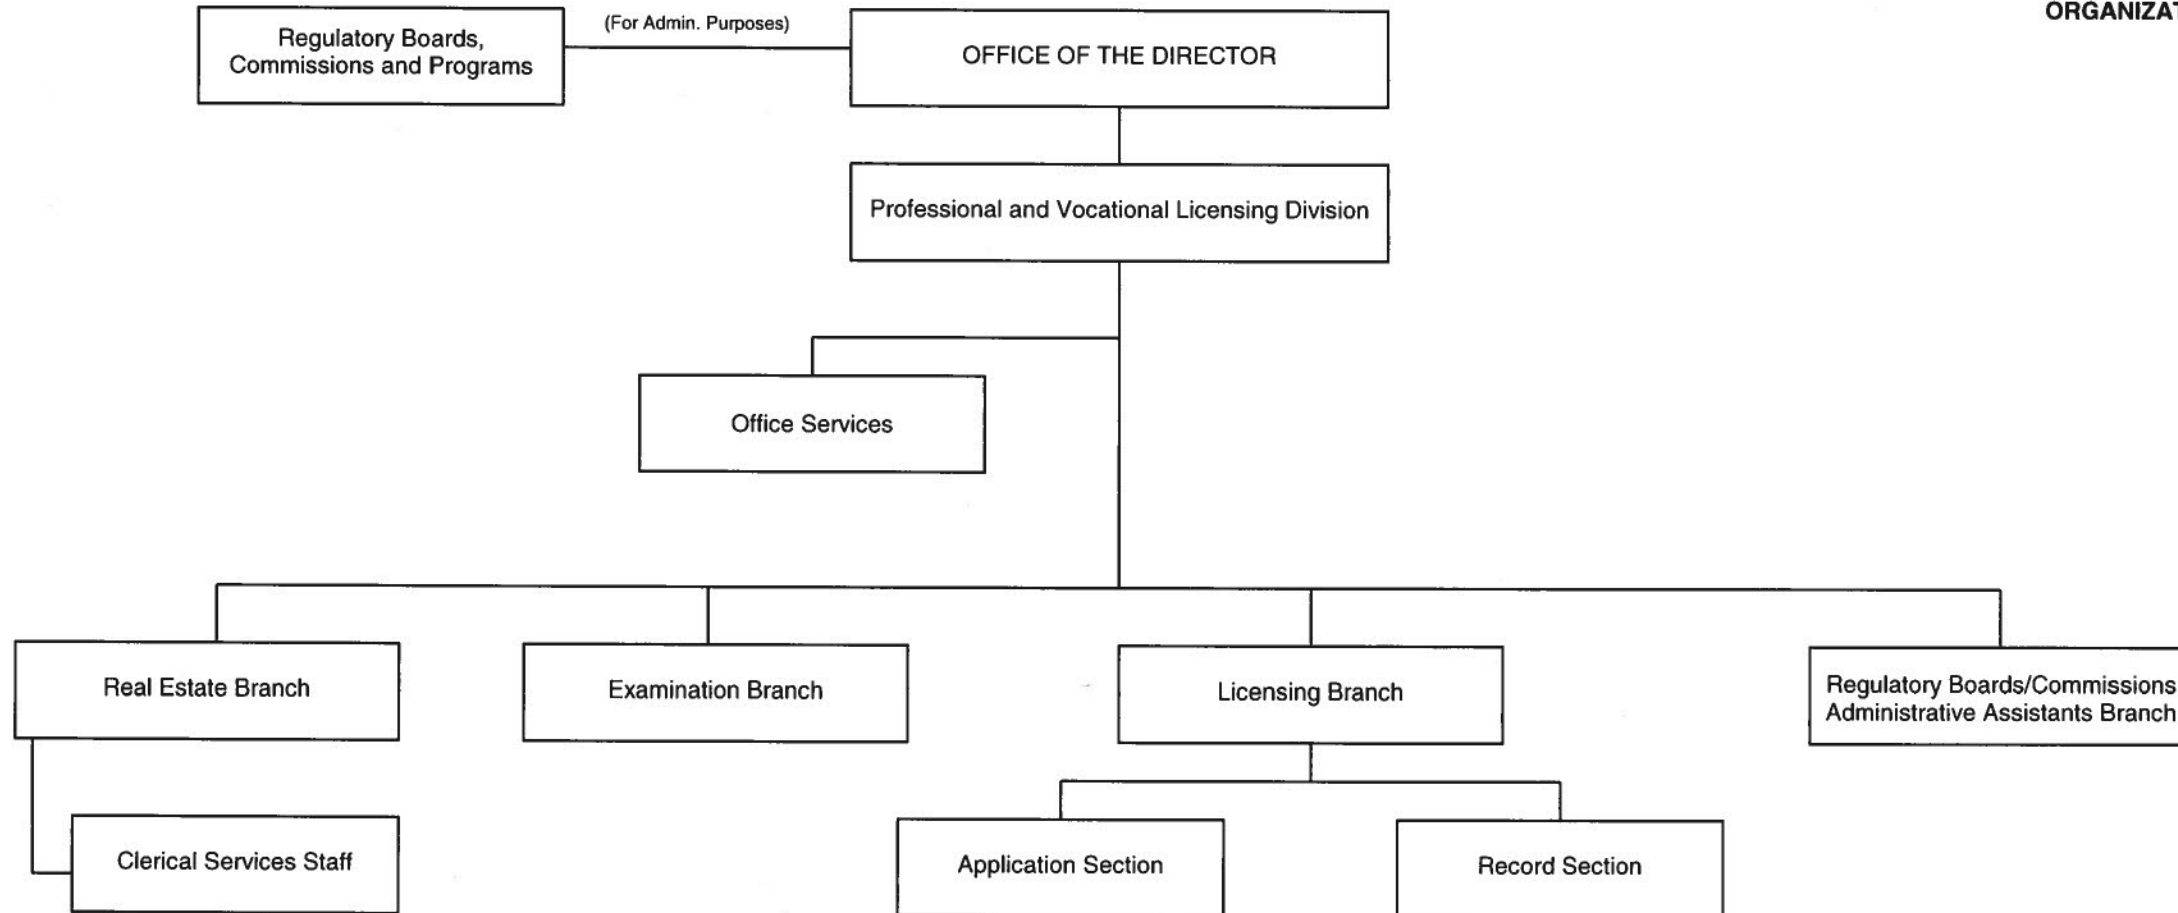 ORGANIZAT
Regulatory Boards,
Commissions and Programs
(For Admin. Purposes)
OFFICE OF THE DIRECTOR
Professional and Vocational Licensing Division
Office Services
Real Estate Branch
Examination Branch
Licensing Branch
Regulatory Boards/Commissions
Administrative Assistants Branch
Clerical Services Staff
Application Section
Record Section